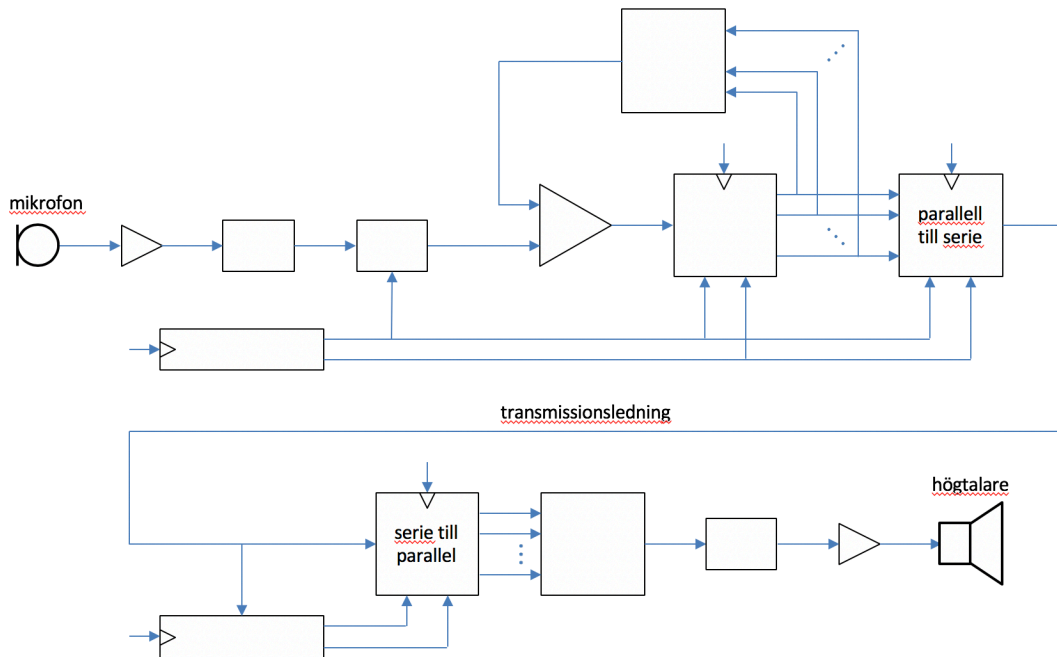 mikrofon
parallell
till serie
transmissionsledning
högtalare
serie till
parallel